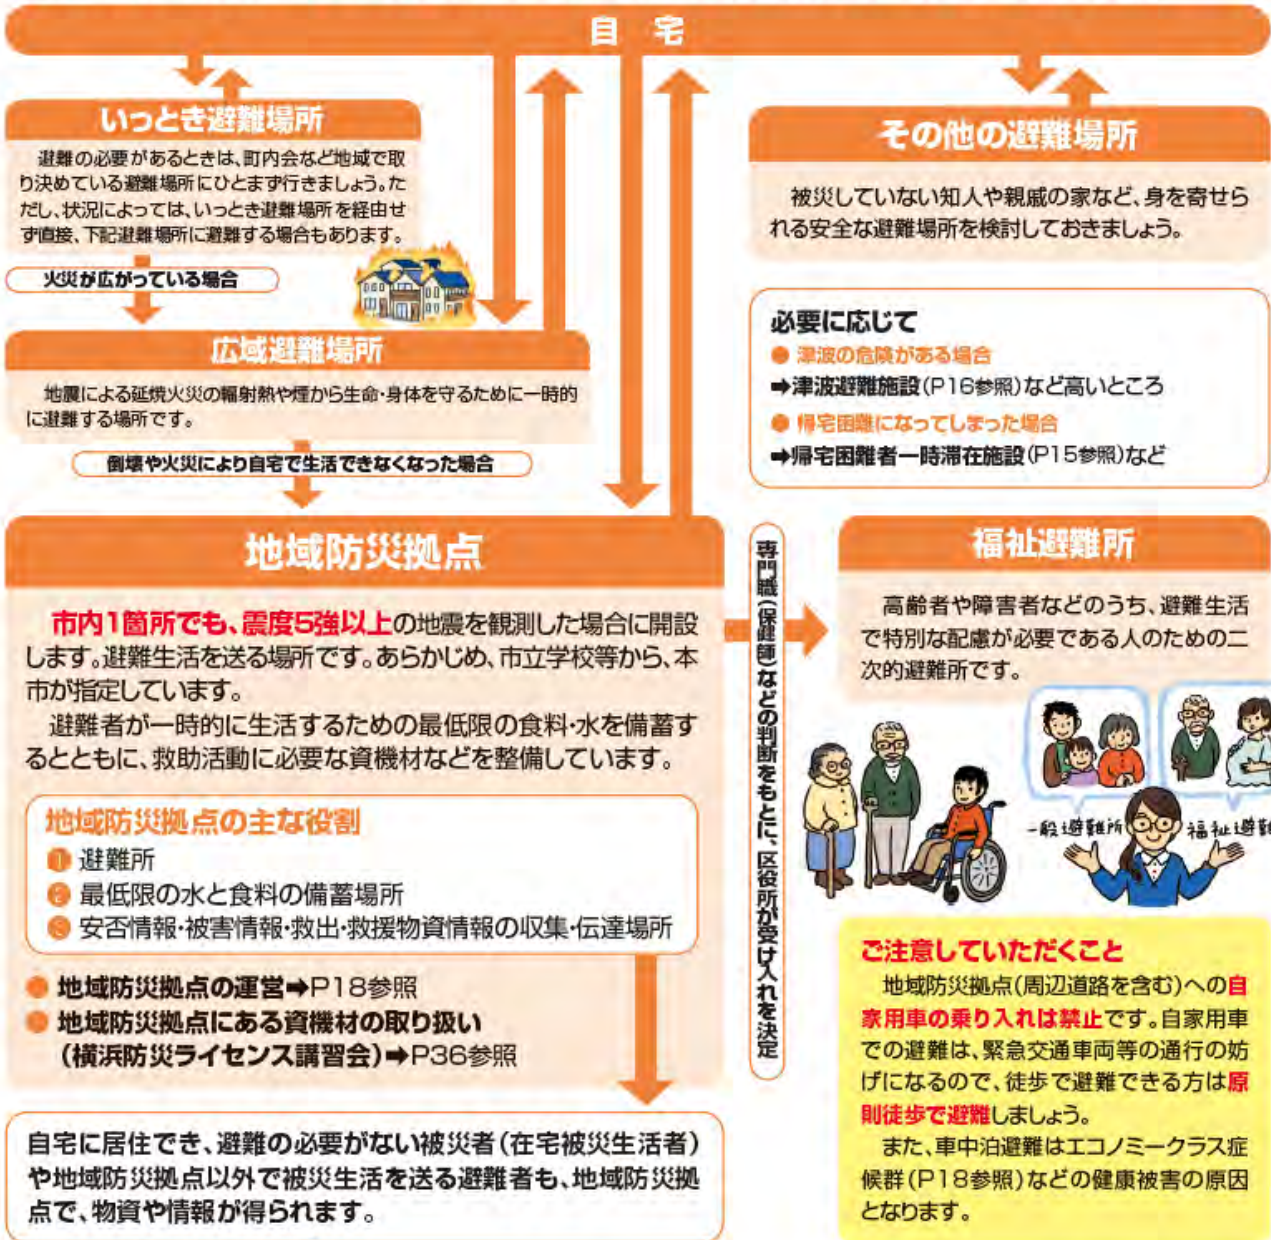 自 宅
いっとき避難場所
避難の必要があるときは、町内会など地域で取
り決めている避難場所にひとまず行きましょう。た
だし、状況によっては、いっとき避難場所を経由せ
ず直接、下記避難場所に避難する場合もあります。
火災が広がっている場合
広域避難場所
地震による延焼火災の輻射熱や煙から生命・身体を守るために一時的
に避難する場所です。
倒壊や火災により自宅で生活できなくなった場合
その他の避難場所
被災していない知人や親戚の家など、身を寄せら
れる安全な避難場所を検討しておきましょう。
必要に応じて
● 津波の危険がある場合
➡津波避難施設(P16参照)など高いところ
● 帰宅困難になってしまった場合
➡帰宅困難者一時滞在施設(P15参照)など
地域防災拠点
市内1箇所でも、震度5強以上の地震を観測した場合に開設
します。避難生活を送る場所です。あらかじめ、市立学校等から、本
市が指定しています。
避難者が一時的に生活するための最低限の食料・水を備蓄す
るとともに、救助活動に必要な資機材などを整備しています。
地域防災拠点の主な役割
❶ 避難所
❷ 最低限の水と食料の備蓄場所
❸ 安否情報・被害情報・救出・救援物資情報の収集・伝達場所
● 地域防災拠点の運営➡P18参照
● 地域防災拠点にある資機材の取り扱い
(横浜防災ライセンス講習会)➡P36参照
自宅に居住でき、避難の必要がない被災者(在宅被災生活者)
や地域防災拠点以外で被災生活を送る避難者も、地域防災拠
点で、物資や情報が得られます。
専門職(保健師)などの判断をもとに、区役所が受け入れを決定
福祉避難所
高齢者や障害者などのうち、避難生活
で特別な配慮が必要である人のための二
次的避難所です。
一般避難所
福祉避難
ご注意していただくこと
地域防災拠点(周辺道路を含む)への自
家用車の乗り入れは禁止です。自家用車
での避難は、緊急交通車両等の通行の妨
げになるので、徒歩で避難できる方は原
則徒歩で避難しましょう。
また、車中泊避難はエコノミークラス症
候群(P18参照)などの健康被害の原因
となります。